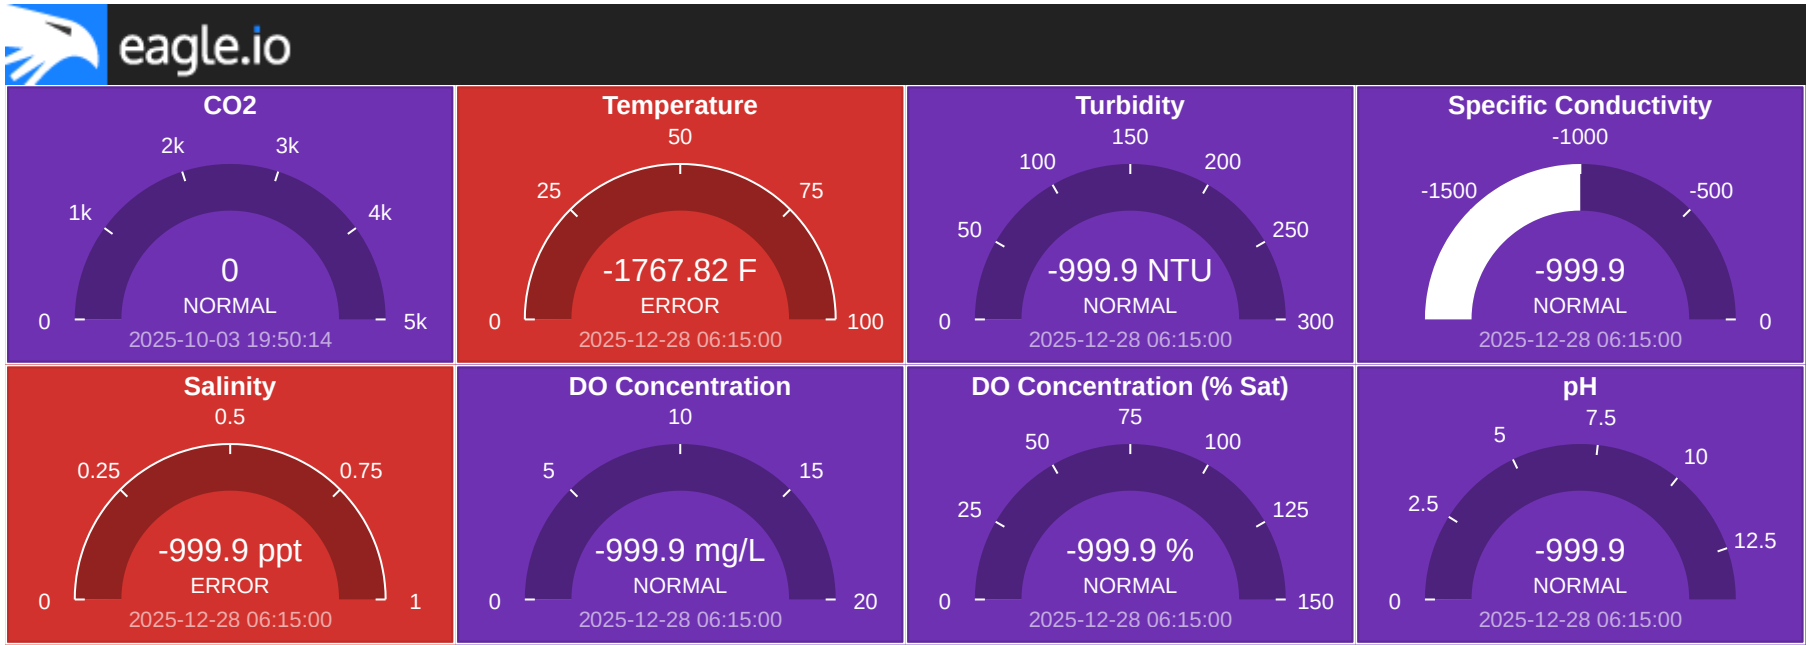 eagle.io
CO2
2k
3k
1k
4k
0
NORMAL
0
5k
2025-10-03 19:50:14
Temperature
50
25
75
-1767.82 F
ERROR
0
100
2025-12-28 06:15:00
Turbidity
150
100
200
50
250
-999.9 NTU
NORMAL
0
300
2025-12-28 06:15:00
Specific Conductivity
-1000
-1500
-500
-999.9
NORMAL
0
2025-12-28 06:15:00
Salinity
0.5
0.25
0.75
-999.9 ppt
ERROR
0
1
2025-12-28 06:15:00
DO Concentration
10
5
15
-999.9 mg/L
NORMAL
0
20
2025-12-28 06:15:00
DO Concentration (% Sat)
75
50
100
25
125
-999.9 %
NORMAL
0
150
2025-12-28 06:15:00
pH
7.5
5
10
2.5
12.5
-999.9
NORMAL
0
2025-12-28 06:15:00